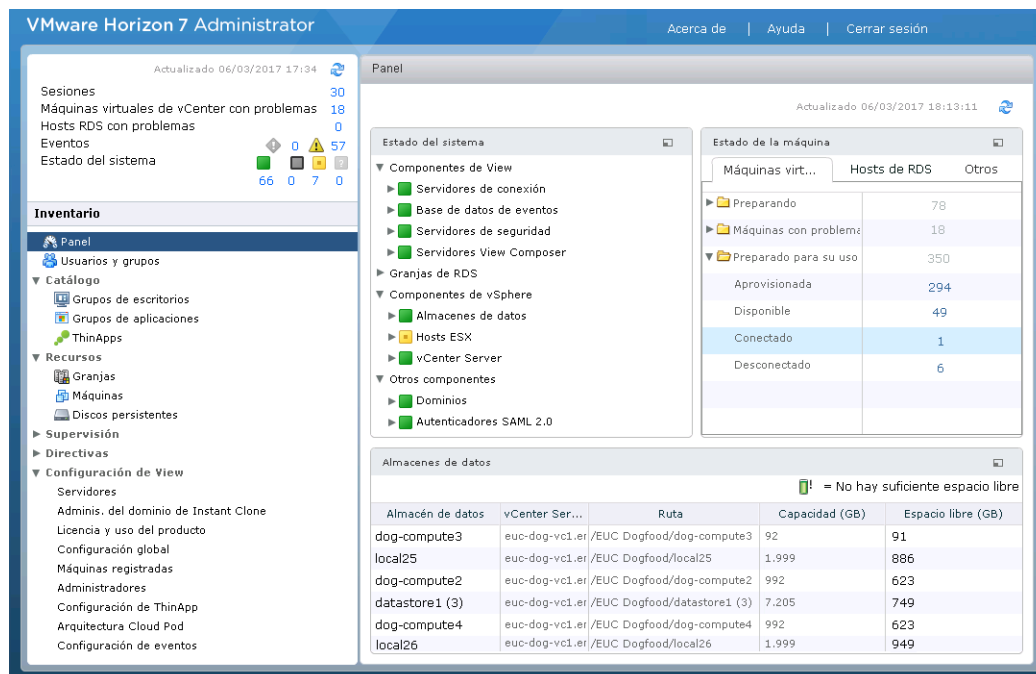 VMware Horizon 7 Administrator
Acerca de | Ayuda | Cerrar sesión
Actualizado 06/03/2017 17:34
Sesiones 30
Máquinas virtuales de vCenter con problemas 18
Hosts RDS con problemas 0
Eventos 0 57
Estado del sistema
66 0 7 0
Inventario
Panel
Usuarios y grupos
Catálogo
Grupos de escritorios
Grupos de aplicaciones
ThinApps
Recursos
Granjas
Máquinas
Discos persistentes
Supervisión
Directivas
Configuración de View
Servidores
Adminis. del dominio de Instant Clone
Licencia y uso del producto
Configuración global
Máquinas registradas
Administradores
Configuración de ThinApp
Arquitectura Cloud Pod
Configuración de eventos
Panel
Actualizado 06/03/2017 18:13:11
Estado del sistema
Componentes de View
Servidores de conexión
Base de datos de eventos
Servidores de seguridad
Servidores View Composer
Granjas de RDS
Componentes de vSphere
Almacenes de datos
Hosts ESX
vCenter Server
Otros componentes
Dominios
Autenticadores SAML 2.0
Estado de la máquina
Máquinas virt... Hosts de RDS Otros
Preparando 78
Máquinas con problema 18
Preparado para su uso 350
Aprovisionada 294
Disponible 49
Conectado 1
Desconectado 6
Almacenes de datos
! = No hay suficiente espacio libre
Almacén de datos vCenter Ser... Ruta Capacidad (GB) Espacio libre (GB)
dog-compute3 euc-dog-vc1.er /EUC Dogfood/dog-compute3 92 91
local25 euc-dog-vc1.er /EUC Dogfood/local25 1.999 886
dog-compute2 euc-dog-vc1.er /EUC Dogfood/dog-compute2 992 623
datastore1 (3) euc-dog-vc1.er /EUC Dogfood/datastore1 (3) 7.205 749
dog-compute4 euc-dog-vc1.er /EUC Dogfood/dog-compute4 992 623
local26 euc-dog-vc1.er /EUC Dogfood/local26 1.999 949